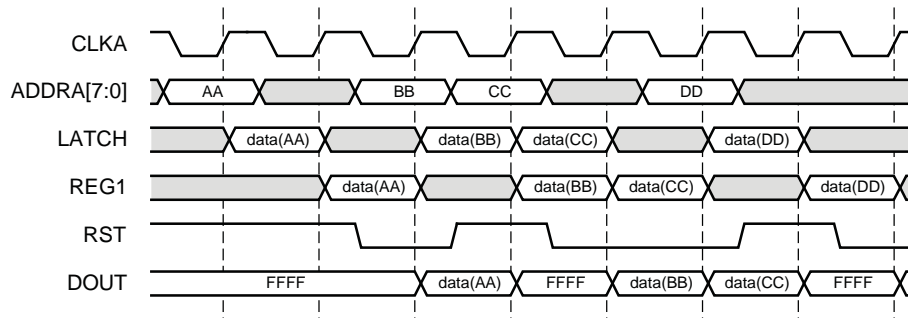 CLKA
ADDRA[7:0] AA BB CC DD
LATCH data(AA) data(BB) data(CC) data(DD)
REG1 data(AA) data(BB) data(CC) data(DD)
RST
DOUT FFFF data(AA) FFFF data(BB) data(CC) FFFF